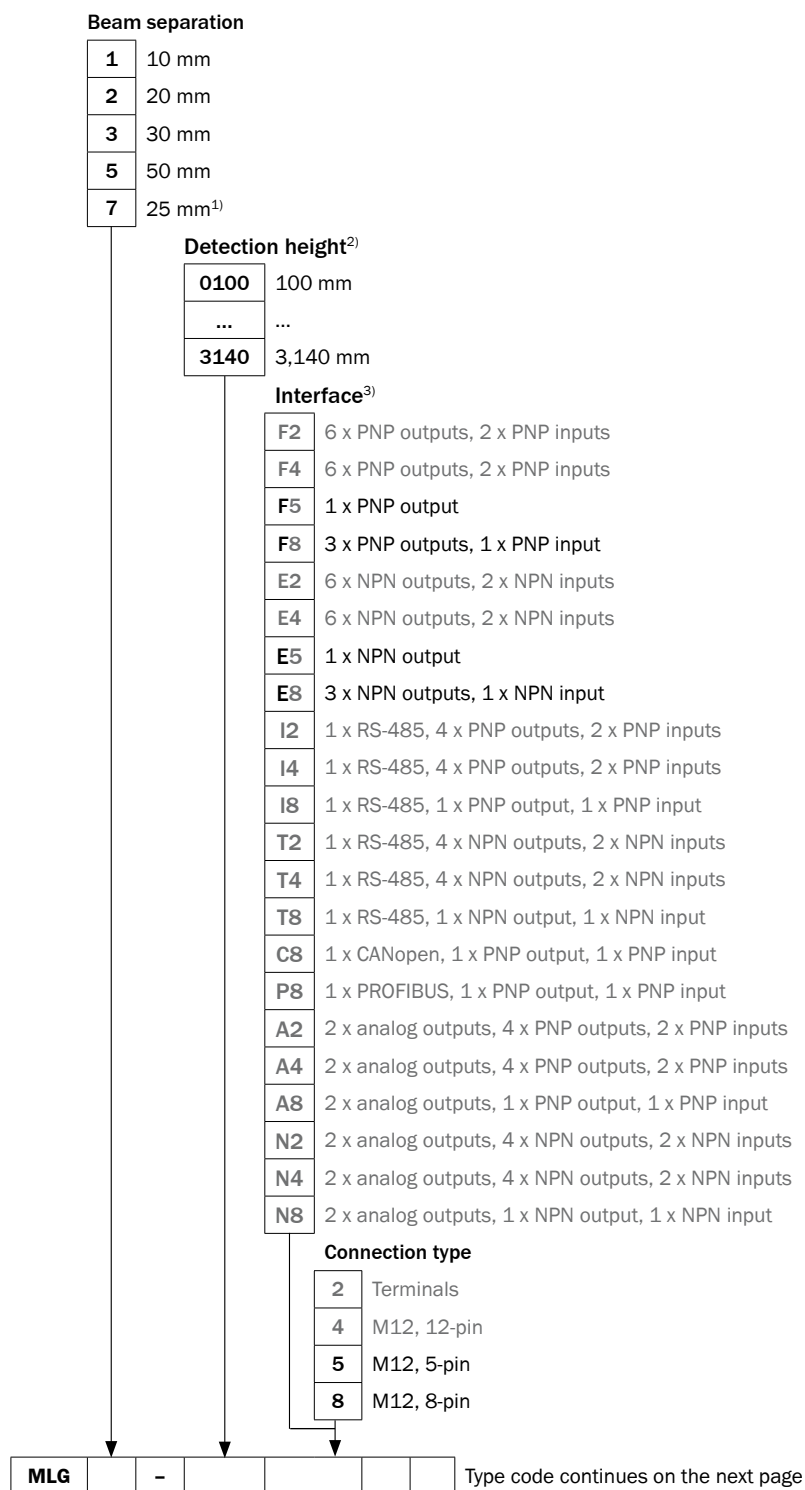 Beam separation
1 10 mm
2 20 mm
3 30 mm
5 50 mm
7 25 mm1)
Detection height2)
0100 100 mm
... ...
3140 3,140 mm
Interface3)
F2 6 x PNP outputs, 2 x PNP inputs
F4 6 x PNP outputs, 2 x PNP inputs
F5 1 x PNP output
F8 3 x PNP outputs, 1 x PNP input
E2 6 x NPN outputs, 2 x NPN inputs
E4 6 x NPN outputs, 2 x NPN inputs
E5 1 x NPN output
E8 3 x NPN outputs, 1 x NPN input
I2 1 x RS-485, 4 x PNP outputs, 2 x PNP inputs
I4 1 x RS-485, 4 x PNP outputs, 2 x PNP inputs
I8 1 x RS-485, 1 x PNP output, 1 x PNP input
T2 1 x RS-485, 4 x NPN outputs, 2 x NPN inputs
T4 1 x RS-485, 4 x NPN outputs, 2 x NPN inputs
T8 1 x RS-485, 1 x NPN output, 1 x NPN input
C8 1 x CANopen, 1 x PNP output, 1 x PNP input
P8 1 x PROFIBUS, 1 x PNP output, 1 x PNP input
A2 2 x analog outputs, 4 x PNP outputs, 2 x PNP inputs
A4 2 x analog outputs, 4 x PNP outputs, 2 x PNP inputs
A8 2 x analog outputs, 1 x PNP output, 1 x PNP input
N2 2 x analog outputs, 4 x NPN outputs, 2 x NPN inputs
N4 2 x analog outputs, 4 x NPN outputs, 2 x NPN inputs
N8 2 x analog outputs, 1 x NPN output, 1 x NPN input
Connection type
2 Terminals
4 M12, 12-pin
5 M12, 5-pin
8 M12, 8-pin
MLG – Type code continues on the next page